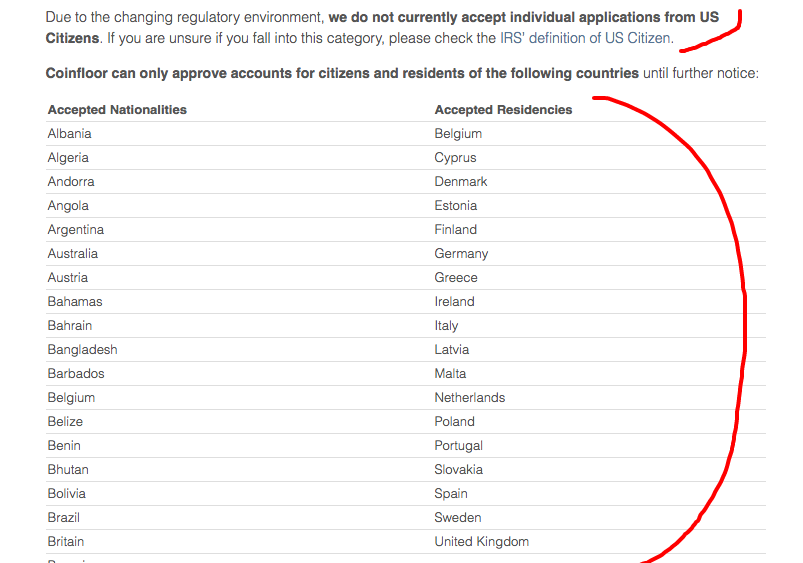 Due to the changing regulatory environment, we do not currently accept individual applications from US
Citizens. If you are unsure if you fall into this category, please check the IRS' definition of US Citizen.
Coinfloor can only approve accounts for citizens and residents of the following countries until further notice:
Accepted Nationalities Accepted Residencies
Albania Belgium
Algeria Cyprus
Andorra Denmark
Angola Estonia
Argentina Finland
Australia Germany
Austria Greece
Bahamas Ireland
Bahrain Italy
Bangladesh Latvia
Barbados Malta
Belgium Netherlands
Belize Poland
Benin Portugal
Bhutan Slovakia
Bolivia Spain
Brazil Sweden
Britain United Kingdom